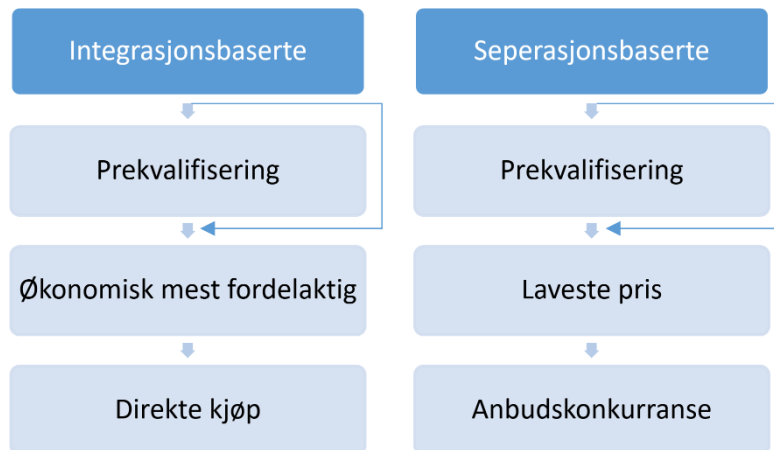 Integrasjonsbaserte
Prekvalifisering
Økonomisk mest fordelaktig
Direkte kjøp
Seperasjonsbaserte
Prekvalifisering
Laveste pris
Anbudskonkurranse